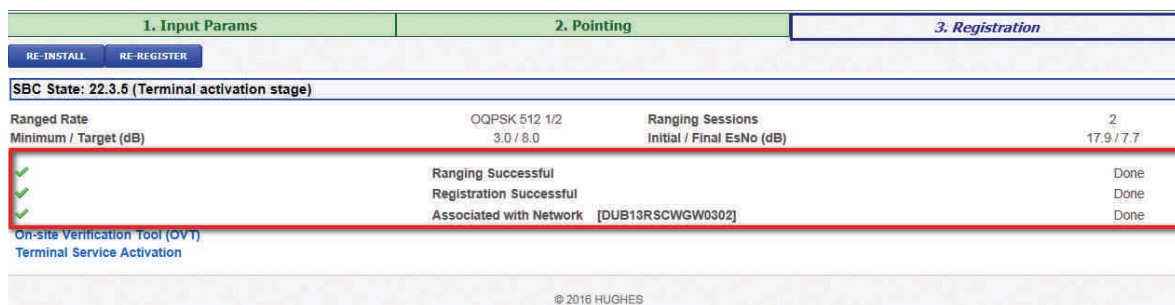 1. Input Params 2. Pointing 3. Registration
RE-INSTALL RE-REGISTER
SBC State: 22.3.5 (Terminal activation stage)
Ranged Rate OQPSK 512 1/2 Ranging Sessions 2
Minimum / Target (dB) 3.0 / 8.0 Initial / Final EsNo (dB) 17.9 / 7.7
Ranging Successful Done
Registration Successful Done
Associated with Network [DUB13RSCWGW0302] Done
On-site Verification Tool (OVT)
Terminal Service Activation
© 2016 HUGHES